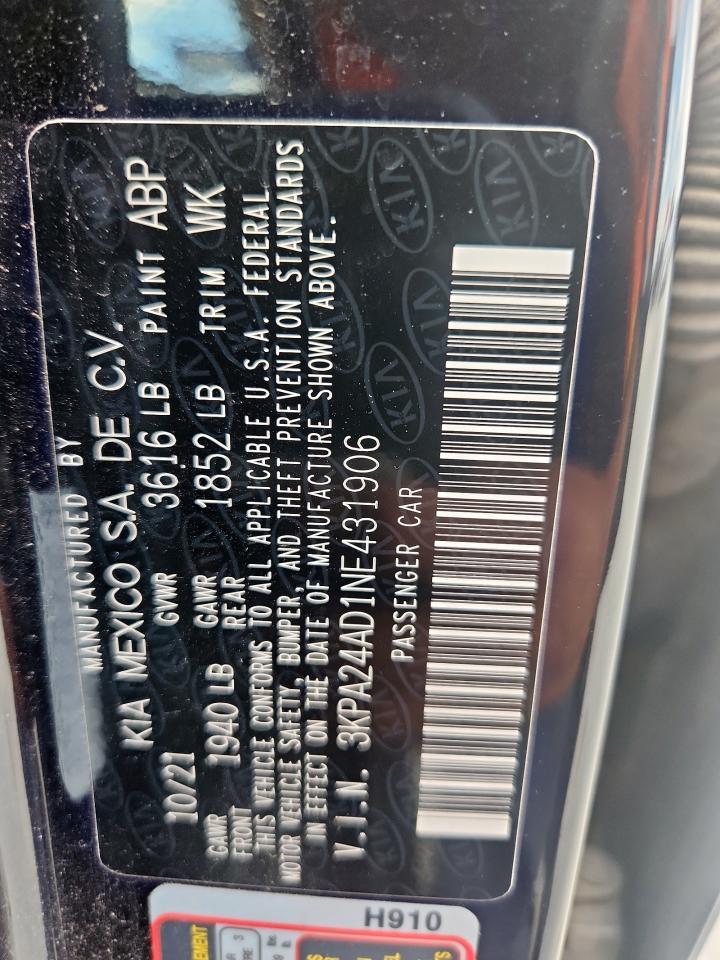 MANUFACTURED BY
KIA MEXICO S.A. DE C.V.
10/21 GVWR 3616 LB PAINT ABP
GAWR FRONT 1940 LB GAWR REAR 1852 LB TRIM WK
THIS VEHICLE CONFORMS TO ALL APPLICABLE U.S.A. FEDERAL
MOTOR VEHICLE SAFETY, BUMPER, AND THEFT PREVENTION STANDARDS
IN EFFECT ON THE DATE OF MANUFACTURE SHOWN ABOVE.
V.I.N. 3KPA24AD1NE431906
PASSENGER CAR
H910